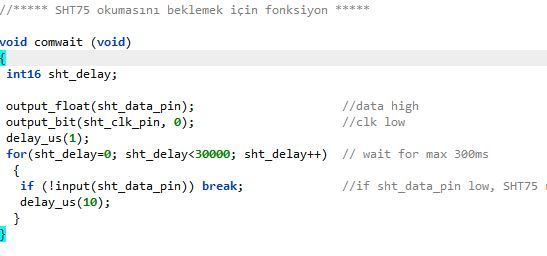 //***** SHT75 okumasını beklemek için fonksiyon *****
void comwait (void)
{
int16 sht_delay;
output_float(sht_data_pin); //data high
output_bit(sht_clk_pin, 0); //clk low
delay_us(1);
for(sht_delay=0; sht_delay<30000; sht_delay++) // wait for max 300ms
{
if (!input(sht_data_pin)) break; //if sht_data_pin low, SHT75
delay_us(10);
}
}